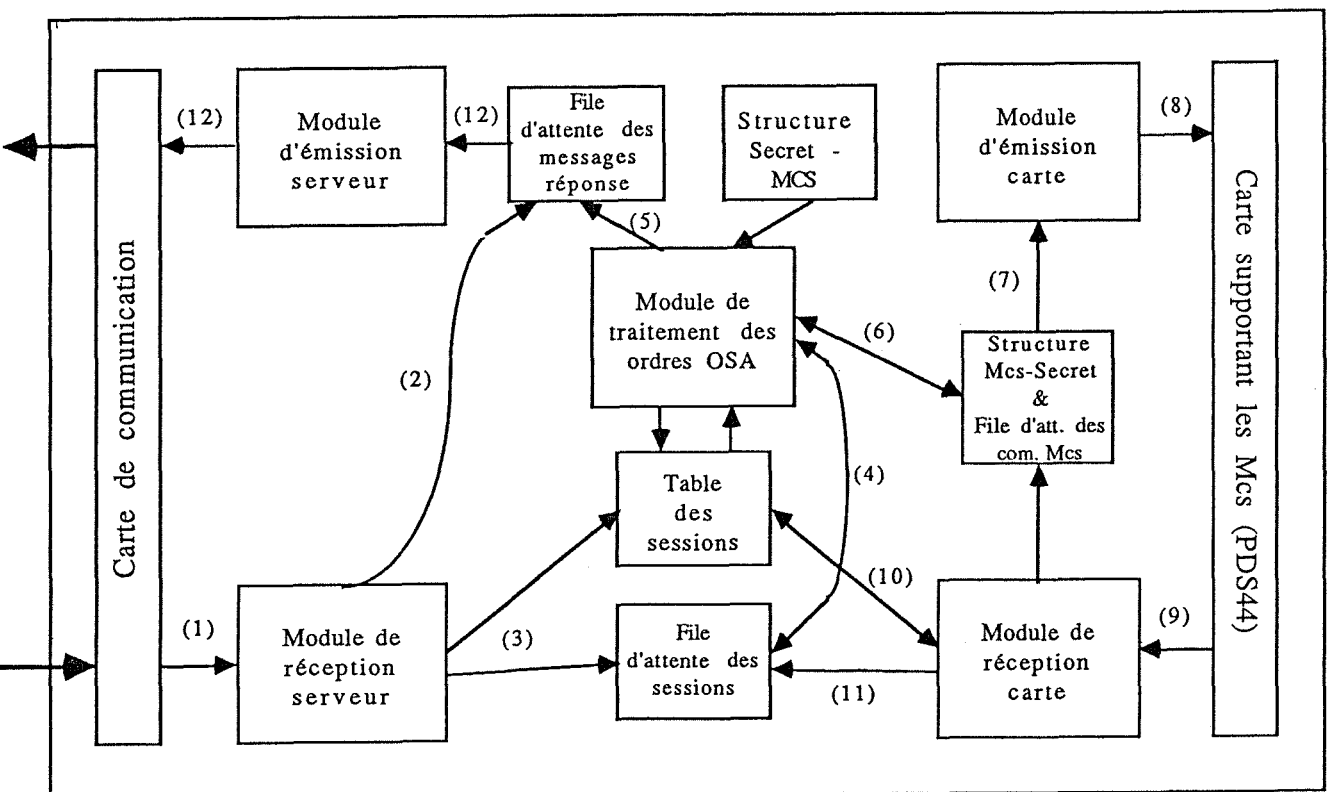 Carte de communication
(12)
Module
d'émission
serveur
(12)
File
d'attente des
messages
réponse
Structure
Secret -
MCS
Module
d'émission
carte
(8)
Carte supportant les Mcs (PDS44)
(5)
Module de
traitement des
ordres OSA
(6)
(7)
Structure
Mcs-Secret
&
File d'att. des
com. Mcs
(2)
(4)
Table
des
sessions
(10)
(1)
Module de
réception
serveur
(3)
File
d'attente des
sessions
(11)
Module de
réception
carte
(9)